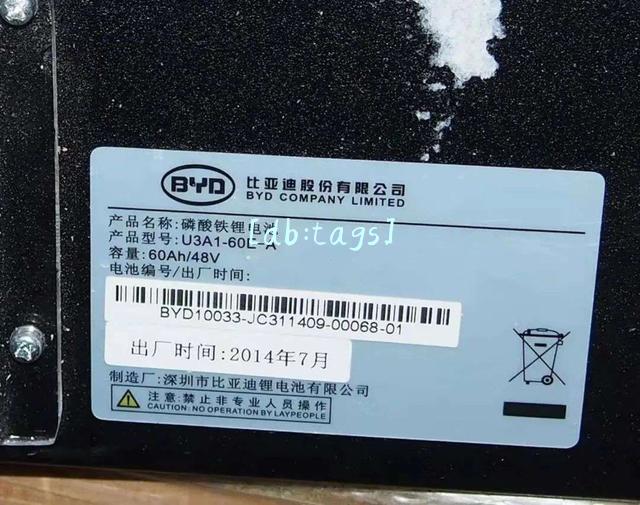 BYD 比亚迪股份有限公司
BYD COMPANY LIMITED
产品名称:磷酸铁锂电池
产品型号:U3A1-60E-A
[db:tags]
容量:60Ah/48V
电池编号/出厂时间:
BYD10033-JC311409-00068-01
出厂时间:2014年7月
制造厂:深圳市比亚迪锂电池有限公司
注意:禁止非专业人员操作
CAUTION: NO OPERATION BY LAYPEOPLE